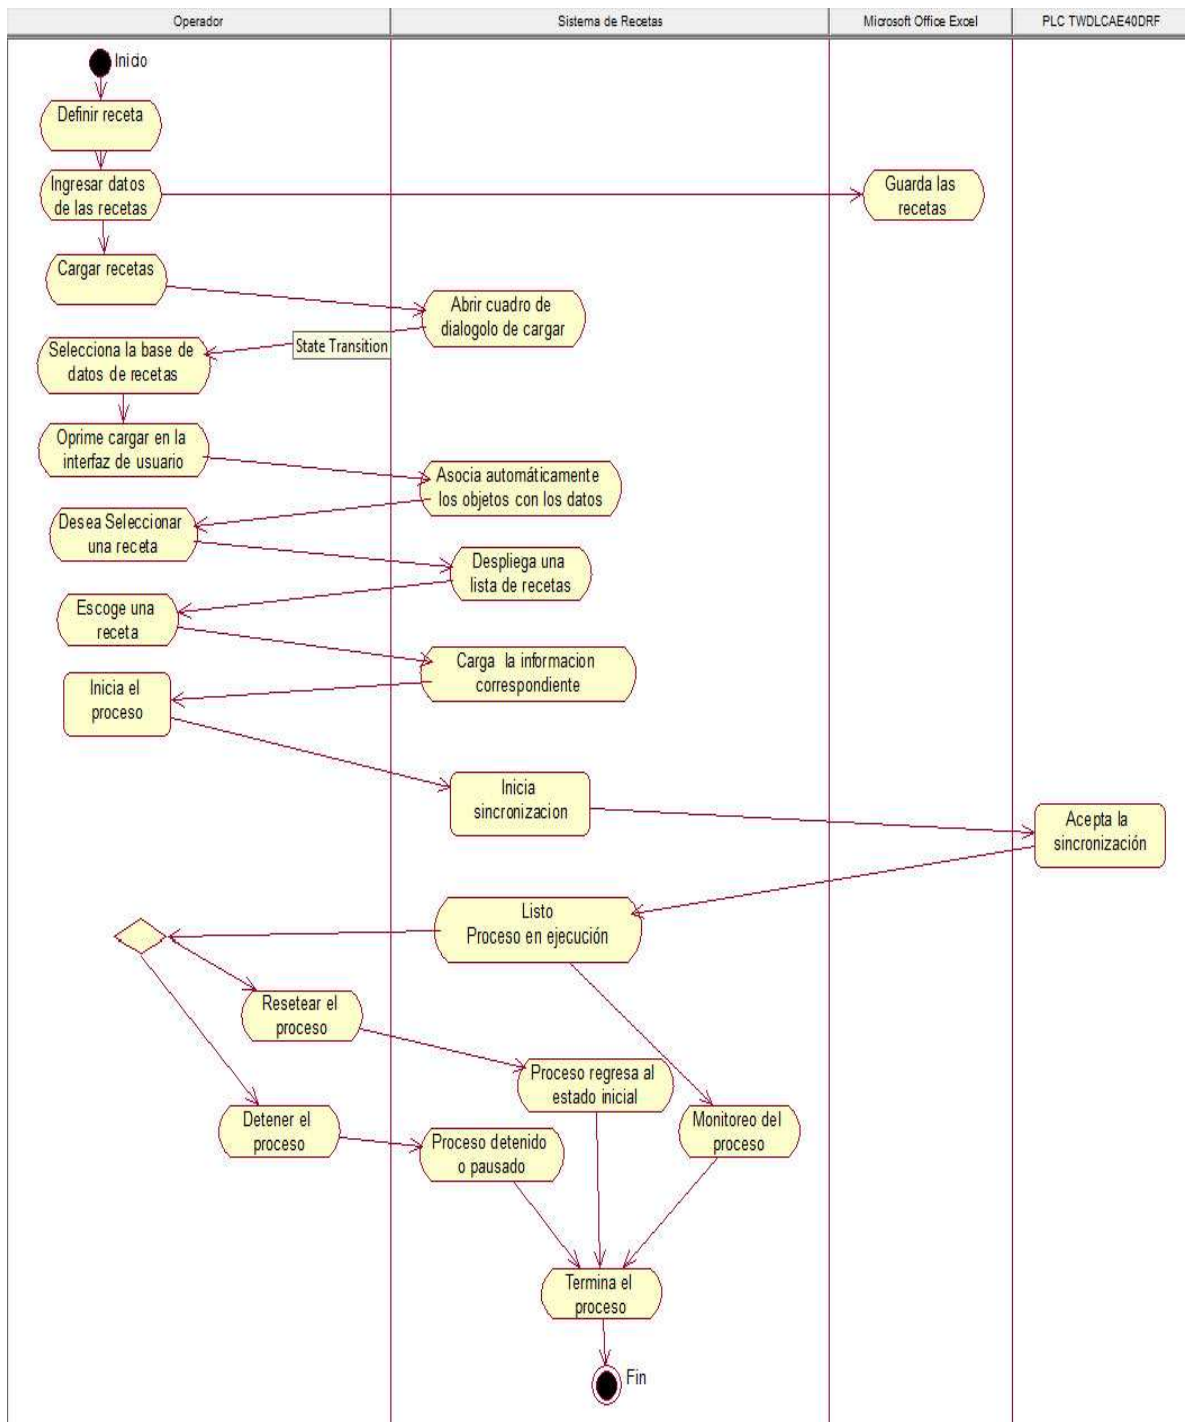 Operador
Sistema de Recetas
Microsoft Office Excel
PLC TWDLCAE40DRF
Inicio
Definir receta
Ingresar datos
de las recetas
Guarda las
recetas
Cargar recetas
Abrir cuadro de
dialogolo de cargar
State Transition
Selecciona la base de
datos de recetas
Oprime cargar en la
interfaz de usuario
Asocia automáticamente
los objetos con los datos
Desea Seleccionar
una receta
Despliega una
lista de recetas
Escoge una
receta
Carga la informacion
correspondiente
Inicia el
proceso
Inicia
sincronizacion
Acepta la
sincronización
Listo
Proceso en ejecución
Resetear el
proceso
Proceso regresa al
estado inicial
Detener el
proceso
Proceso detenido
o pausado
Monitoreo del
proceso
Termina el
proceso
Fin